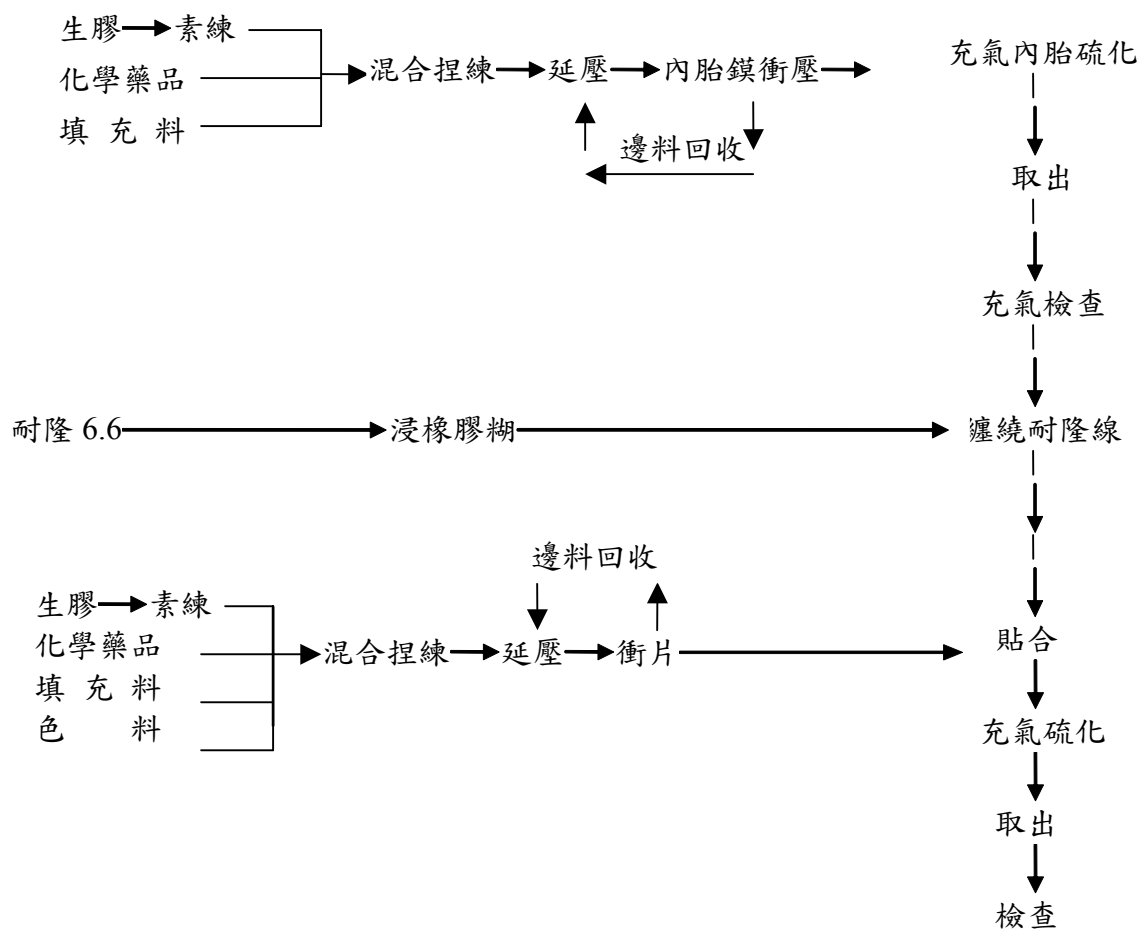 生膠 素練
化學藥品
填 充 料
混合捏練 延壓 內胎鏌衝壓
邊料回收
充氣內胎硫化
取出
充氣檢查
耐隆 6.6 浸橡膠糊 纏繞耐隆線
邊料回收
生膠 素練
化學藥品
填 充 料
色 料
混合捏練 延壓 衝片
貼合
充氣硫化
取出
檢查